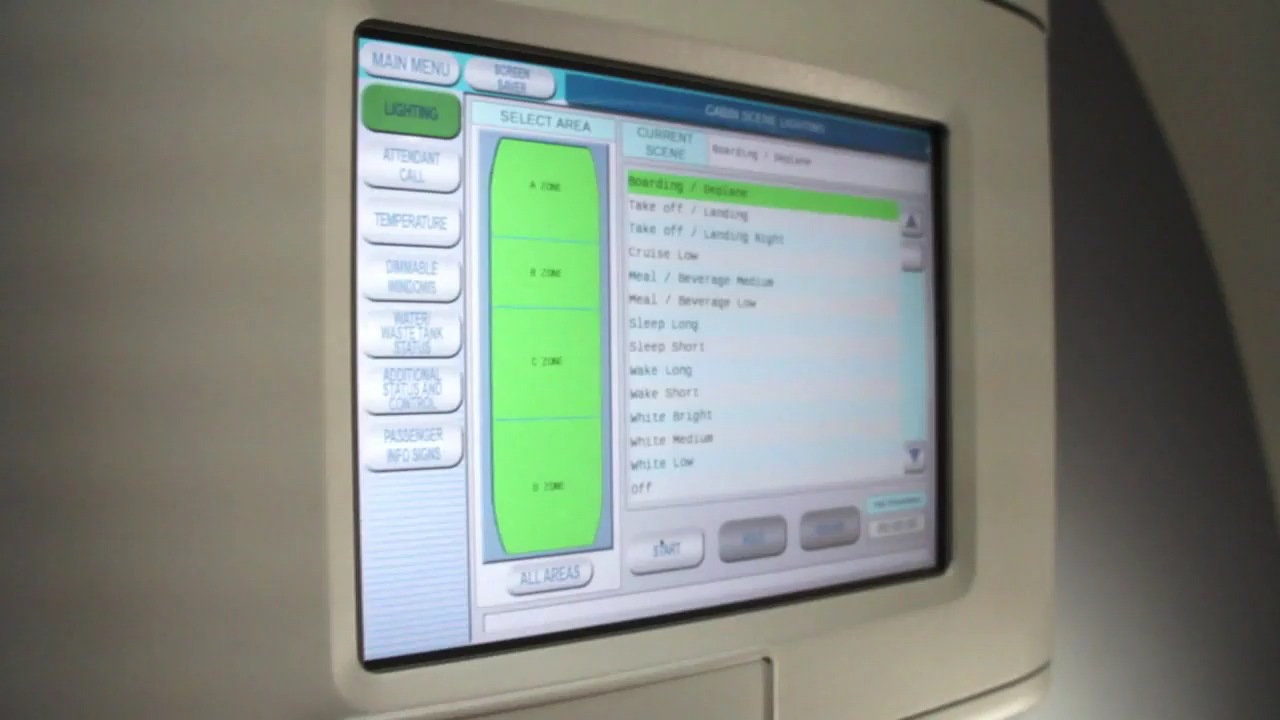 MAIN MENU
SCREEN
SAVER
CABIN SCENE LIGHTING
LIGHTING
ATTENDANT
CALL
TEMPERATURE
DIMMABLE
WINDOWS
WATER/
WASTE TANK
STATUS
ADDITIONAL
STATUS AND
CONTROL
PASSENGER
INFO SIGNS
SELECT AREA
A ZONE
B ZONE
C ZONE
D ZONE
ALL AREAS
CURRENT
SCENE
Boarding / Deplane
Boarding / Deplane
Take off / Landing
Take off / Landing Night
Cruise Low
Meal / Beverage Medium
Meal / Beverage Low
Sleep Long
Sleep Short
Wake Long
Wake Short
White Bright
White Medium
White Low
Off
START